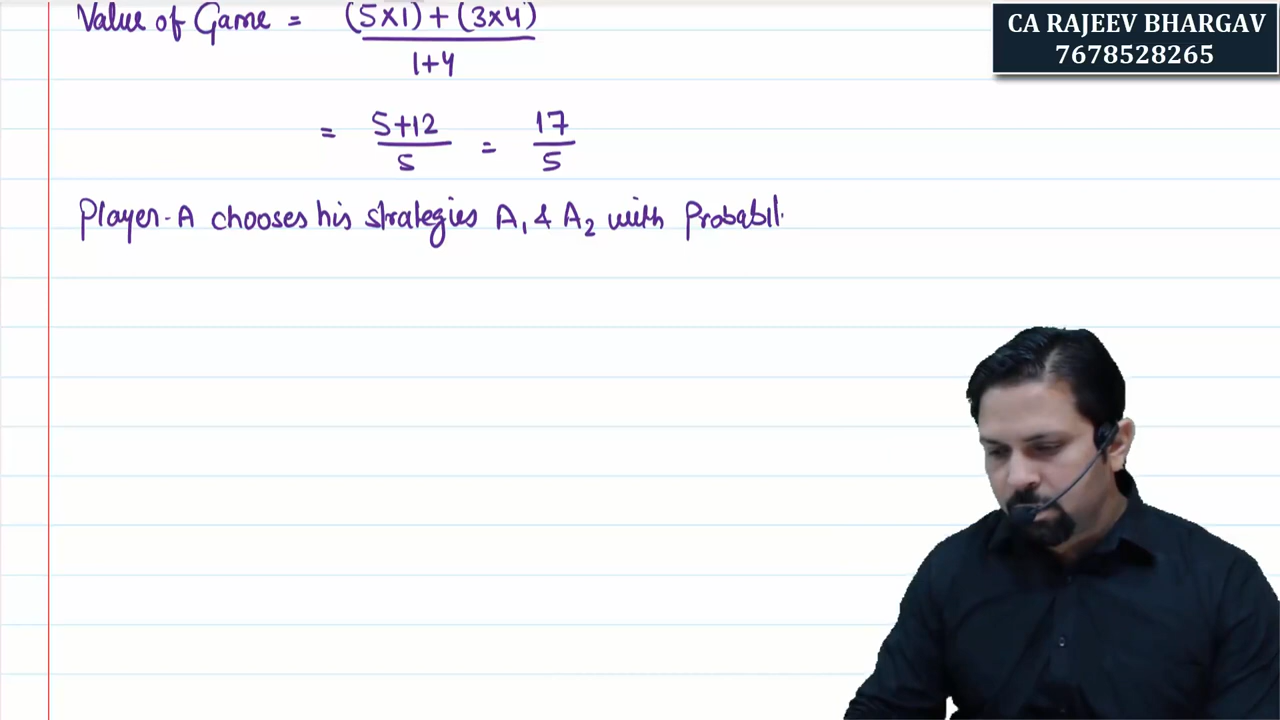 Value of Game = (5×1) + (3×4)
1+4
= 5+12 = 17
5 5
Player-A chooses his strategies A₁ & A₂ with Probabil
CA RAJEEV BHARGAV
7678528265